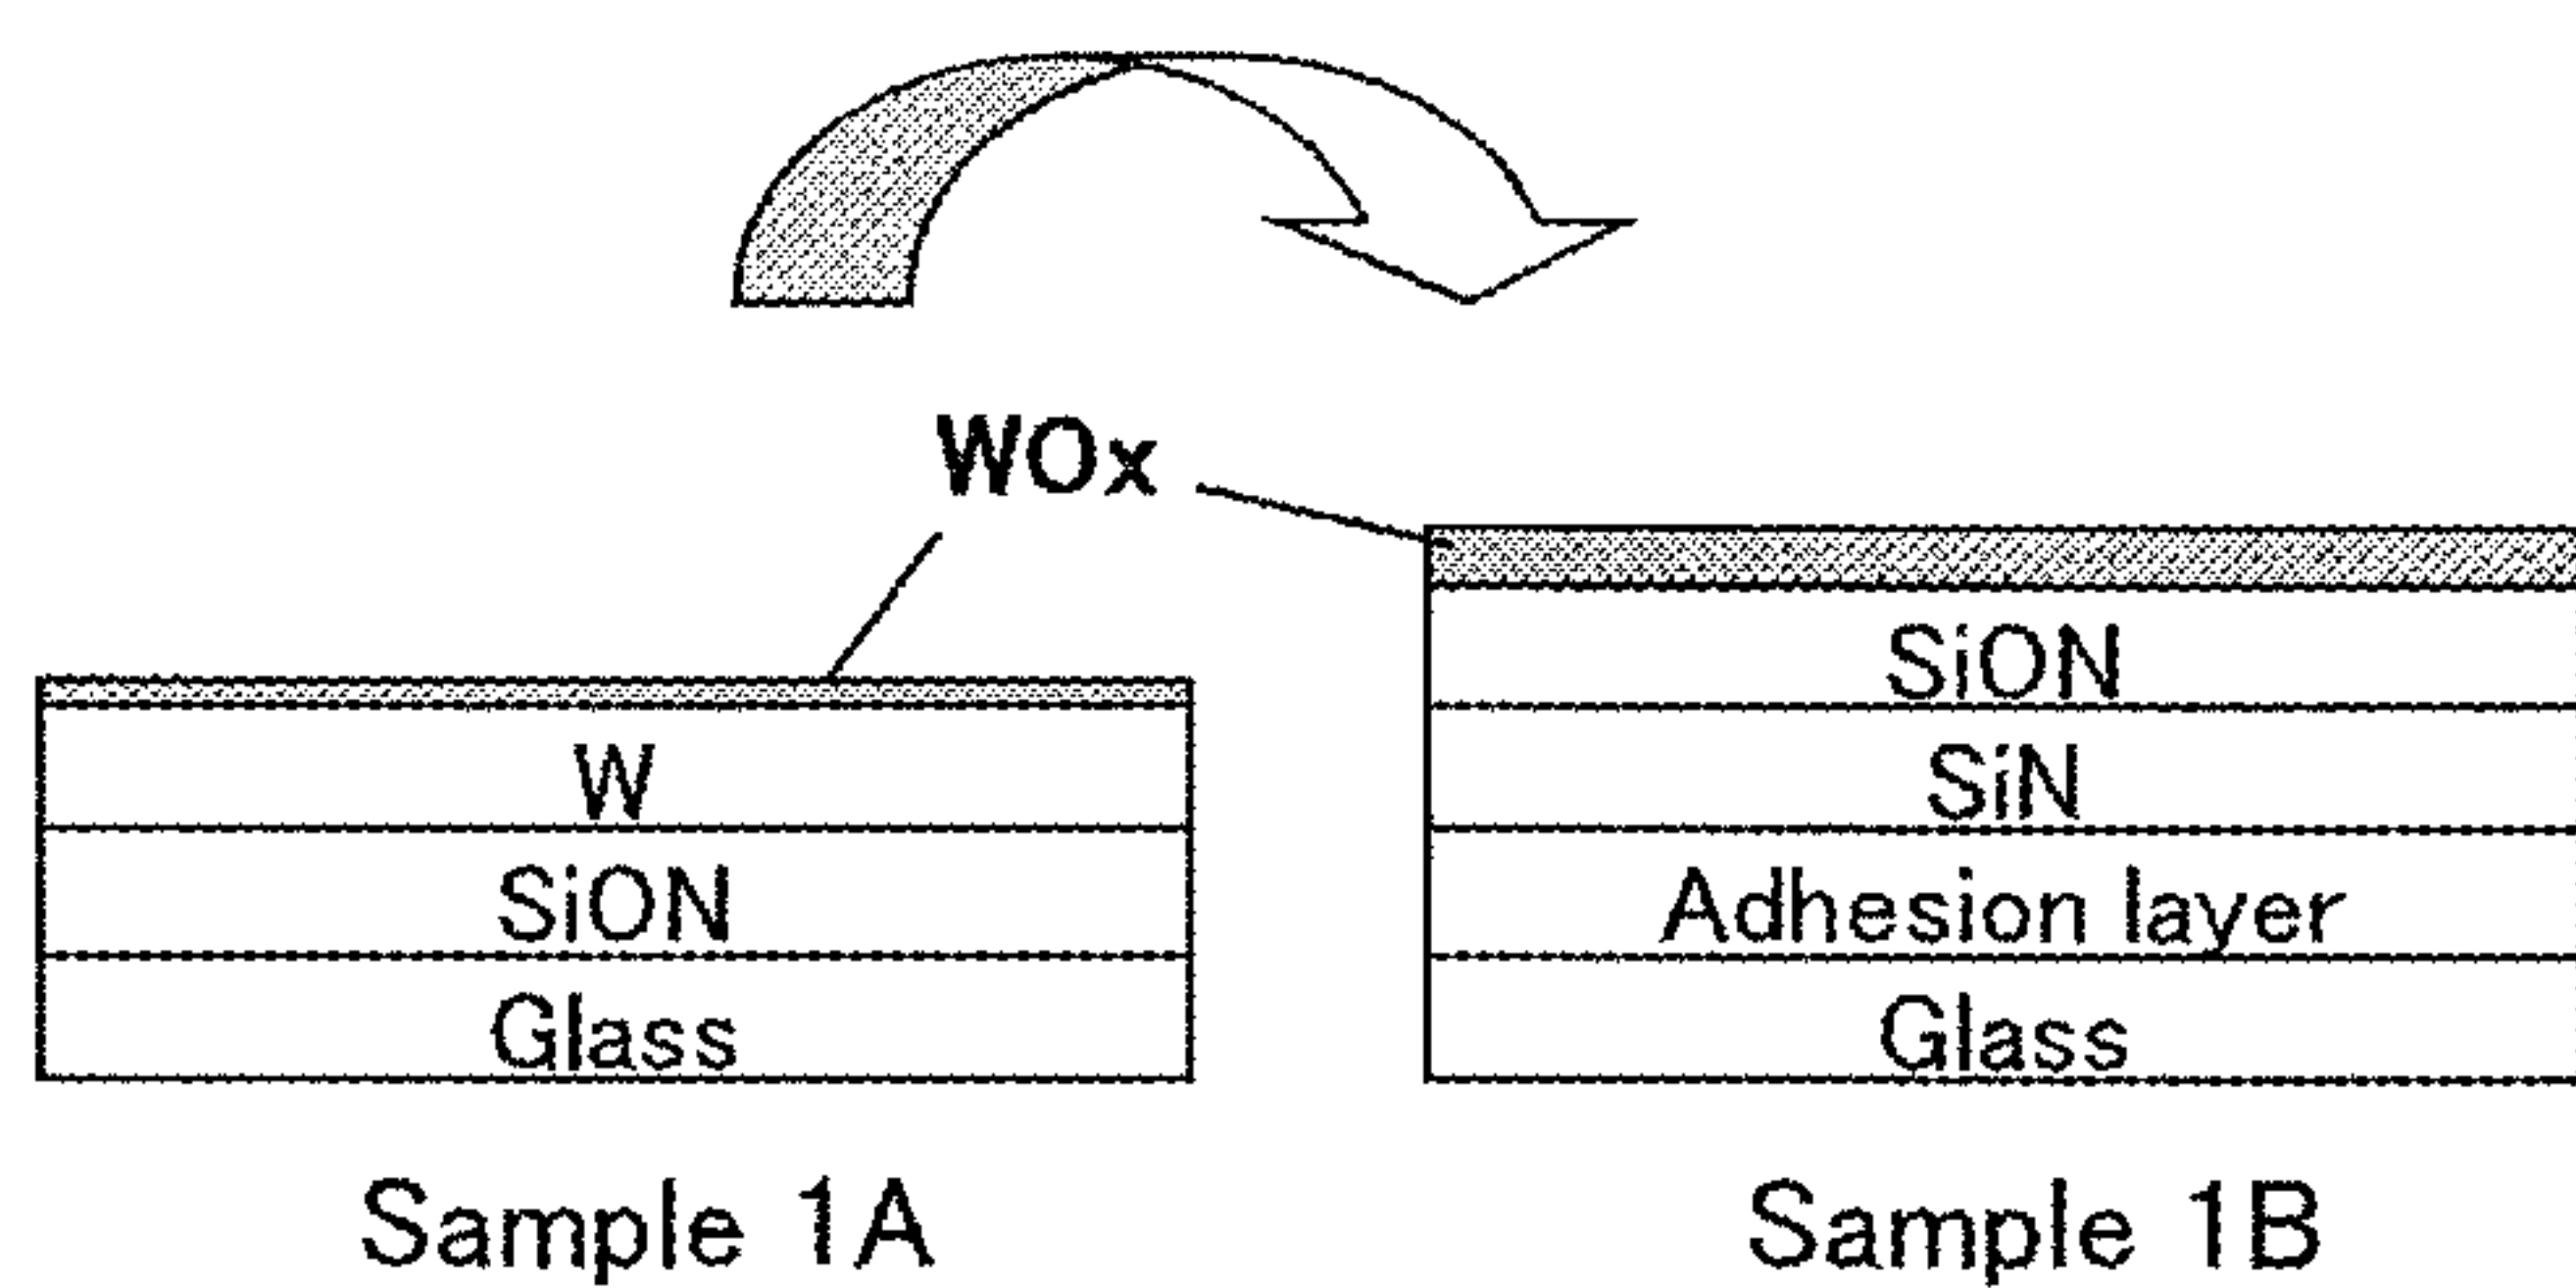 WOx
W
SiON
Glass
Sample 1A
SiON
SiN
Adhesion layer
Glass
Sample 1B